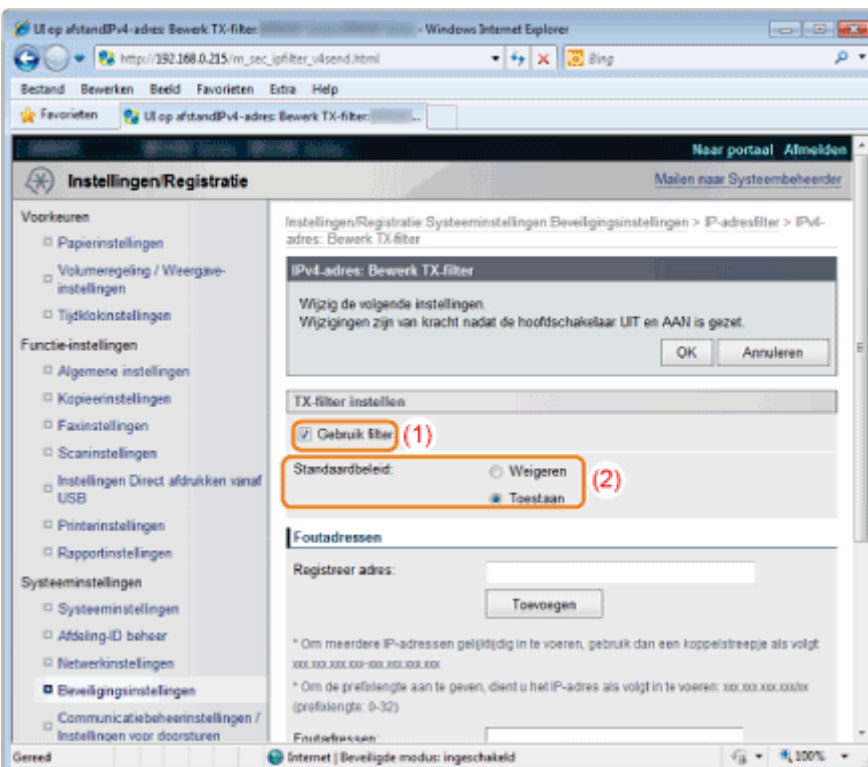 UI op afstandIPv4-adres: Bewerk TX-filter: - Windows Internet Explorer
http://192.168.0.215/m_sec_ipfilter_v4send.html
Bing
Bestand Bewerken Beeld Favorieten Extra Help
Favorieten
UI op afstandIPv4-adres: Bewerk TX-filter: ...
Naar portaal Afmelden
Instellingen/Registratie
Mailen naar Systeembeheerder
Voorkeuren
Papierinstellingen
Volumeregeling / Weergave-
instellingen
Tijdklokinstellingen
Functie-instellingen
Algemene instellingen
Kopieerinstellingen
Faxinstellingen
Scaninstellingen
Instellingen Direct afdrukken vanaf
USB
Printerinstellingen
Rapportinstellingen
Systeeminstellingen
Systeeminstellingen
Afdeling-ID beheer
Netwerkinstellingen
Beveiligingsinstellingen
Communicatiebeheerinstellingen /
Instellingen voor doorsturen
Instellingen/Registratie:Systeeminstellingen:Beveiligingsinstellingen > IP-adresfilter > IPv4-
adres: Bewerk TX-filter
IPv4-adres: Bewerk TX-filter
Wijzig de volgende instellingen.
Wijzigingen zijn van kracht nadat de hoofdschakelaar UIT en AAN is gezet.
OK Annuleren
TX-filter instellen
Gebruik filter (1)
Standaardbeleid: Weigeren
Toestaan
(2)
Foutadressen
Registreer adres:
Toevoegen
* Om meerdere IP-adressen gelijktijdig in te voeren, gebruik dan een koppelstreepje als volgt:
xxx.xxx.xxx.xxx-xxx.xxx.xxx.xxx
* Om de prefixlengte aan te geven, dient u het IP-adres als volgt in te voeren: xxx.xxx.xxx.xxx/xx
(prefixlengte: 0-32)
Foutadressen:
Gereed
Internet | Beveiligde modus: ingeschakeld
100%